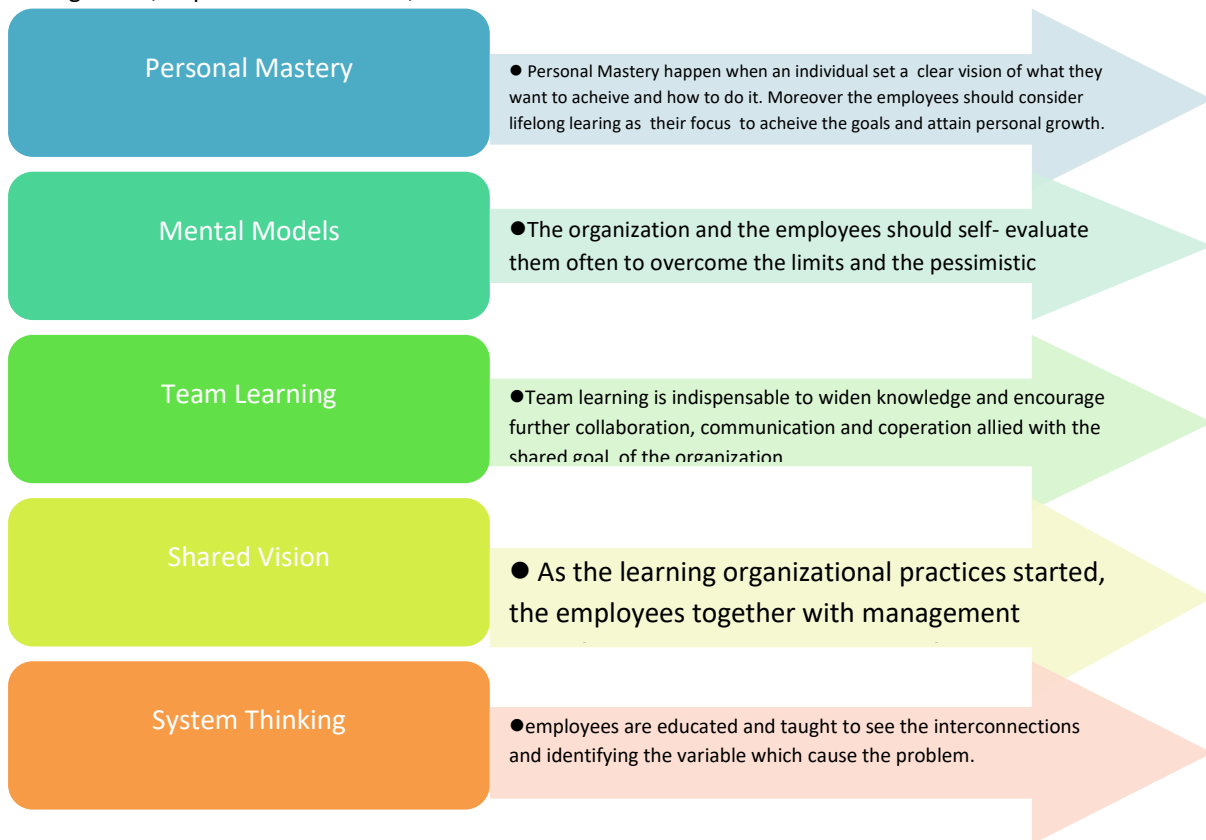 Personal Mastery
● Personal Mastery happen when an individual set a clear vision of what they
want to acheive and how to do it. Moreover the employees should consider
lifelong learing as their focus to acheive the goals and attain personal growth.
Mental Models
●The organization and the employees should self- evaluate
them often to overcome the limits and the pessimistic
Team Learning
●Team learning is indispensable to widen knowledge and encourage
further collaboration, communication and coperation allied with the
shared goal of the organization
Shared Vision
● As the learning organizational practices started,
the employees together with management
System Thinking
●employees are educated and taught to see the interconnections
and identifying the variable which cause the problem.